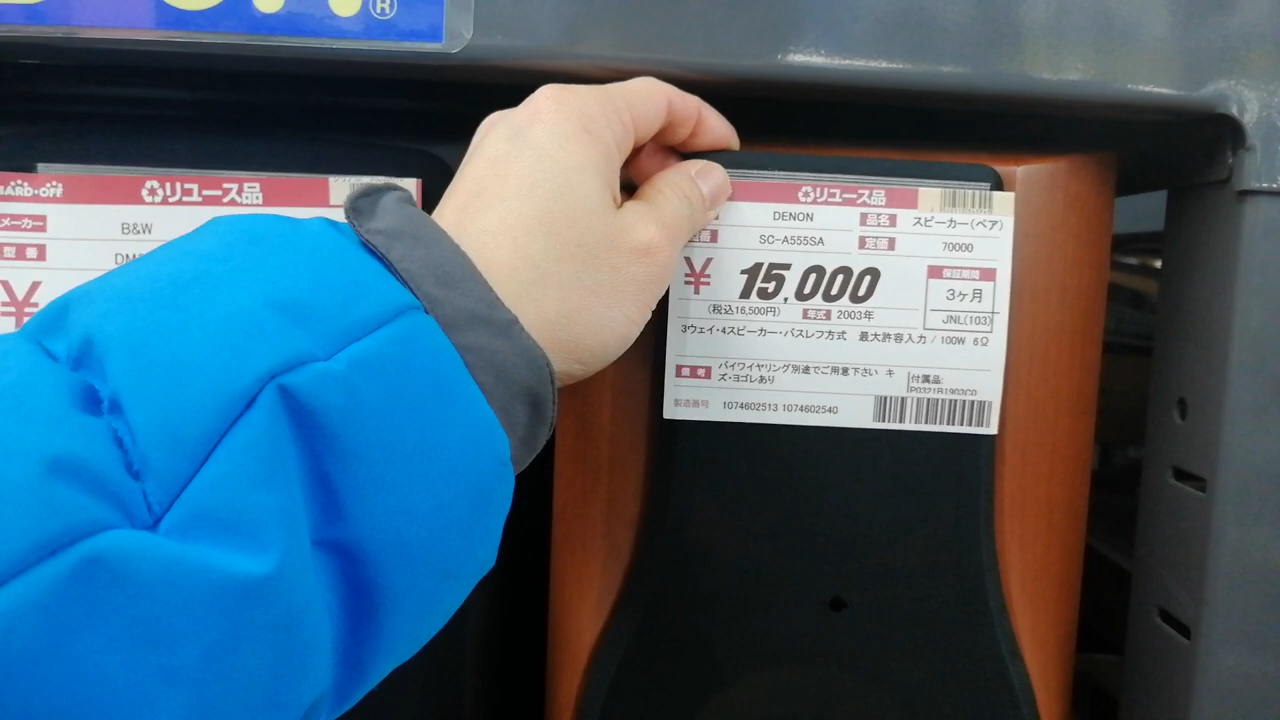 ®
HARD・OFF リユース品
メーカー B&W
型番
¥
リユース品
DENON 品名 スピーカー(ペア)
型番 SC-A555SA 定価 70000
¥ 15,000 保証期間
3ヶ月
(税込16,500円) 年式 2003年 JNL(103)
3ウェイ・4スピーカー・バスレフ方式 最大許容入力 / 100W 6Ω
備考 バイワイヤリング別途でご用意下さい キ
ズ・ヨゴレあり
付属品:
P0321B1903C0
製造番号 1074602513 1074602540